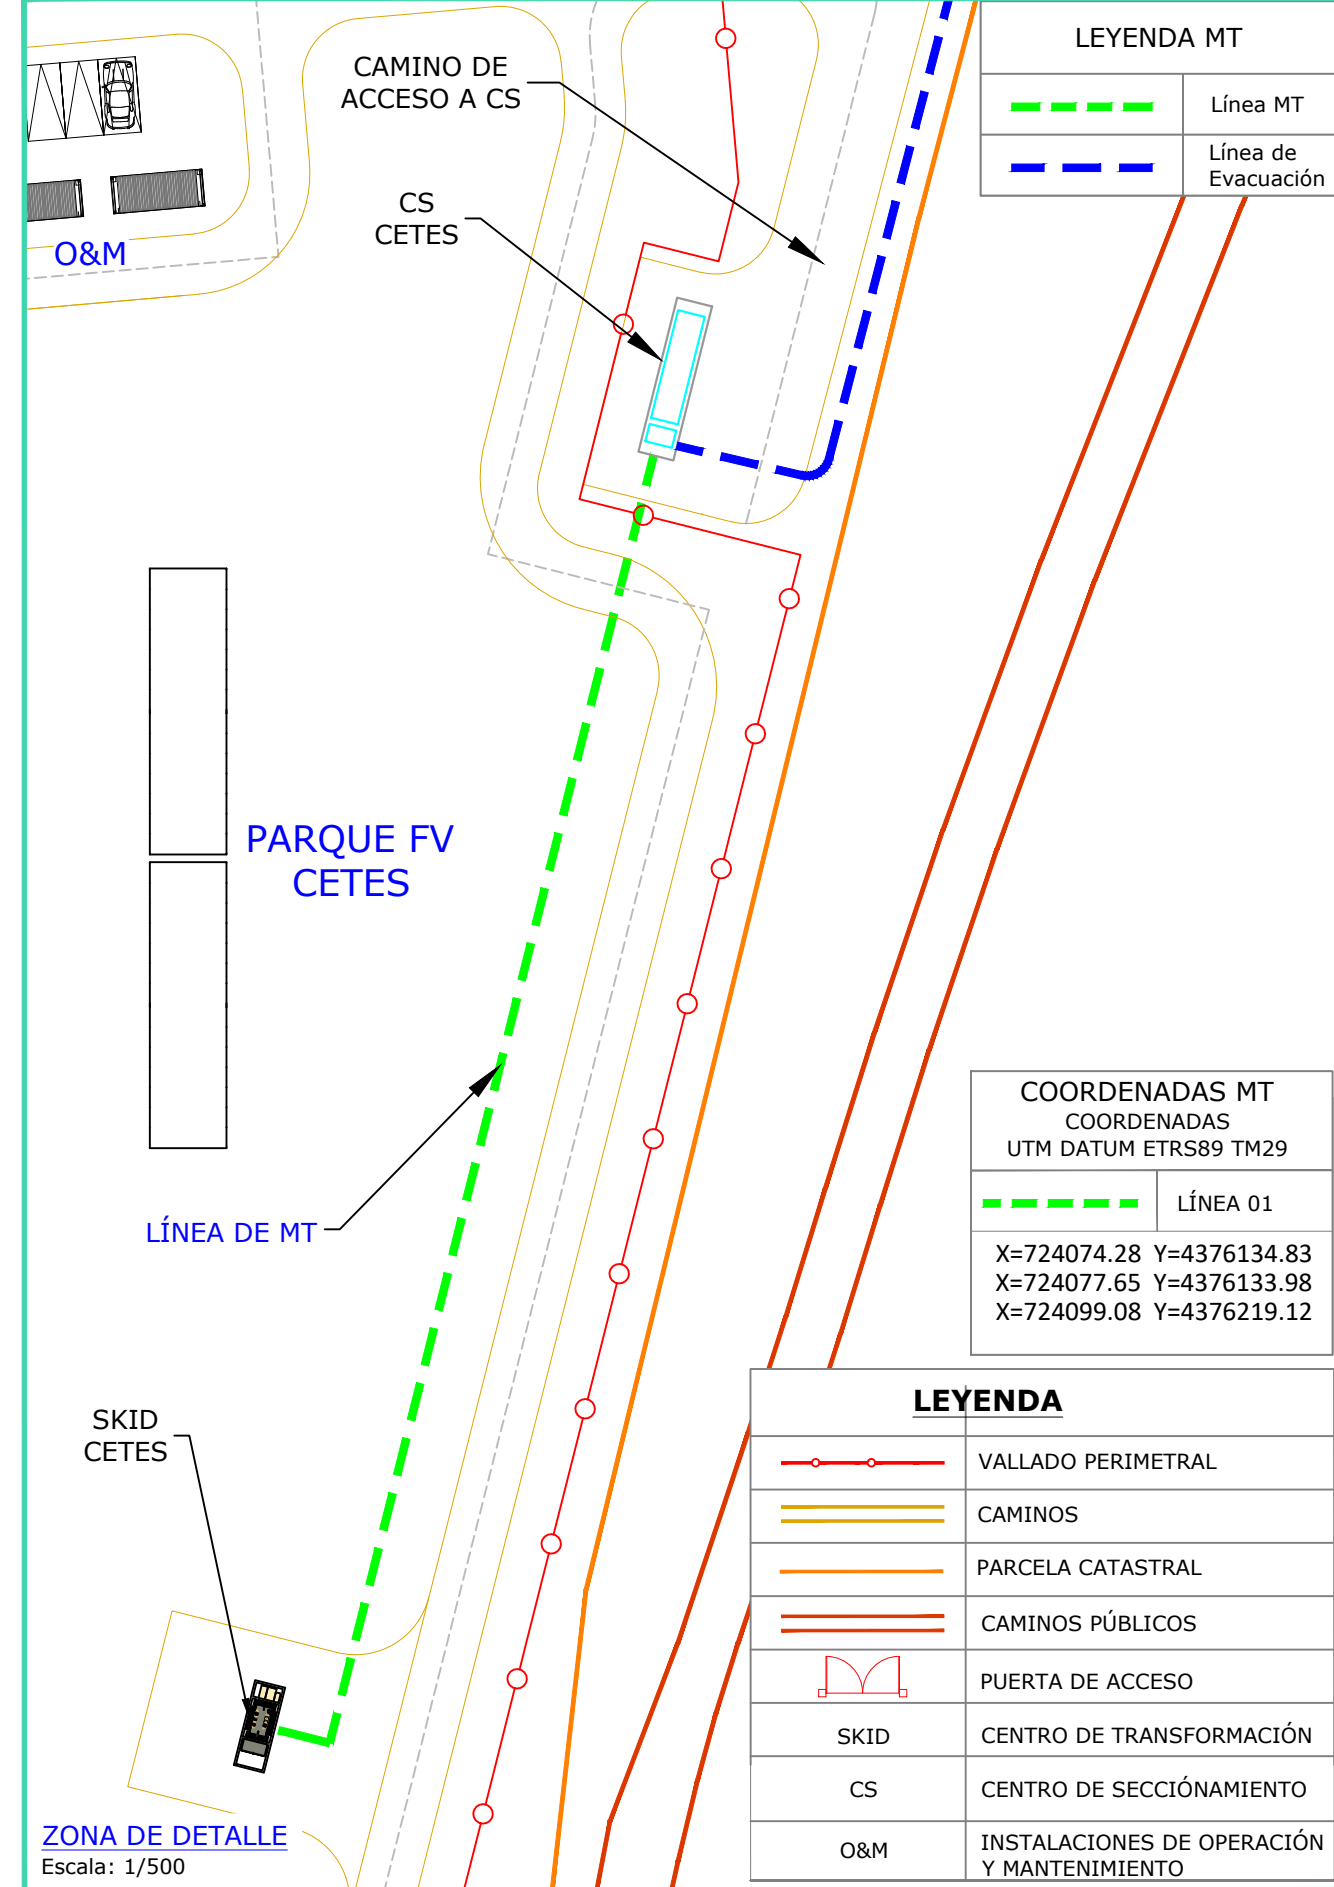 LEYENDA MT
Línea MT
Línea de
Evacuación
CAMINO DE
ACCESO A CS
CS
CETES
O&M
PARQUE FV
CETES
LÍNEA DE MT
COORDENADAS MT
COORDENADAS
UTM DATUM ETRS89 TM29
LÍNEA 01
X=724074.28 Y=4376134.83
X=724077.65 Y=4376133.98
X=724099.08 Y=4376219.12
SKID
CETES
LEYENDA
VALLADO PERIMETRAL
CAMINOS
PARCELA CATASTRAL
CAMINOS PÚBLICOS
PUERTA DE ACCESO
SKID CENTRO DE TRANSFORMACIÓN
CS CENTRO DE SECCIÓNAMIENTO
O&M INSTALACIONES DE OPERACIÓN
Y MANTENIMIENTO
ZONA DE DETALLE
Escala: 1/500